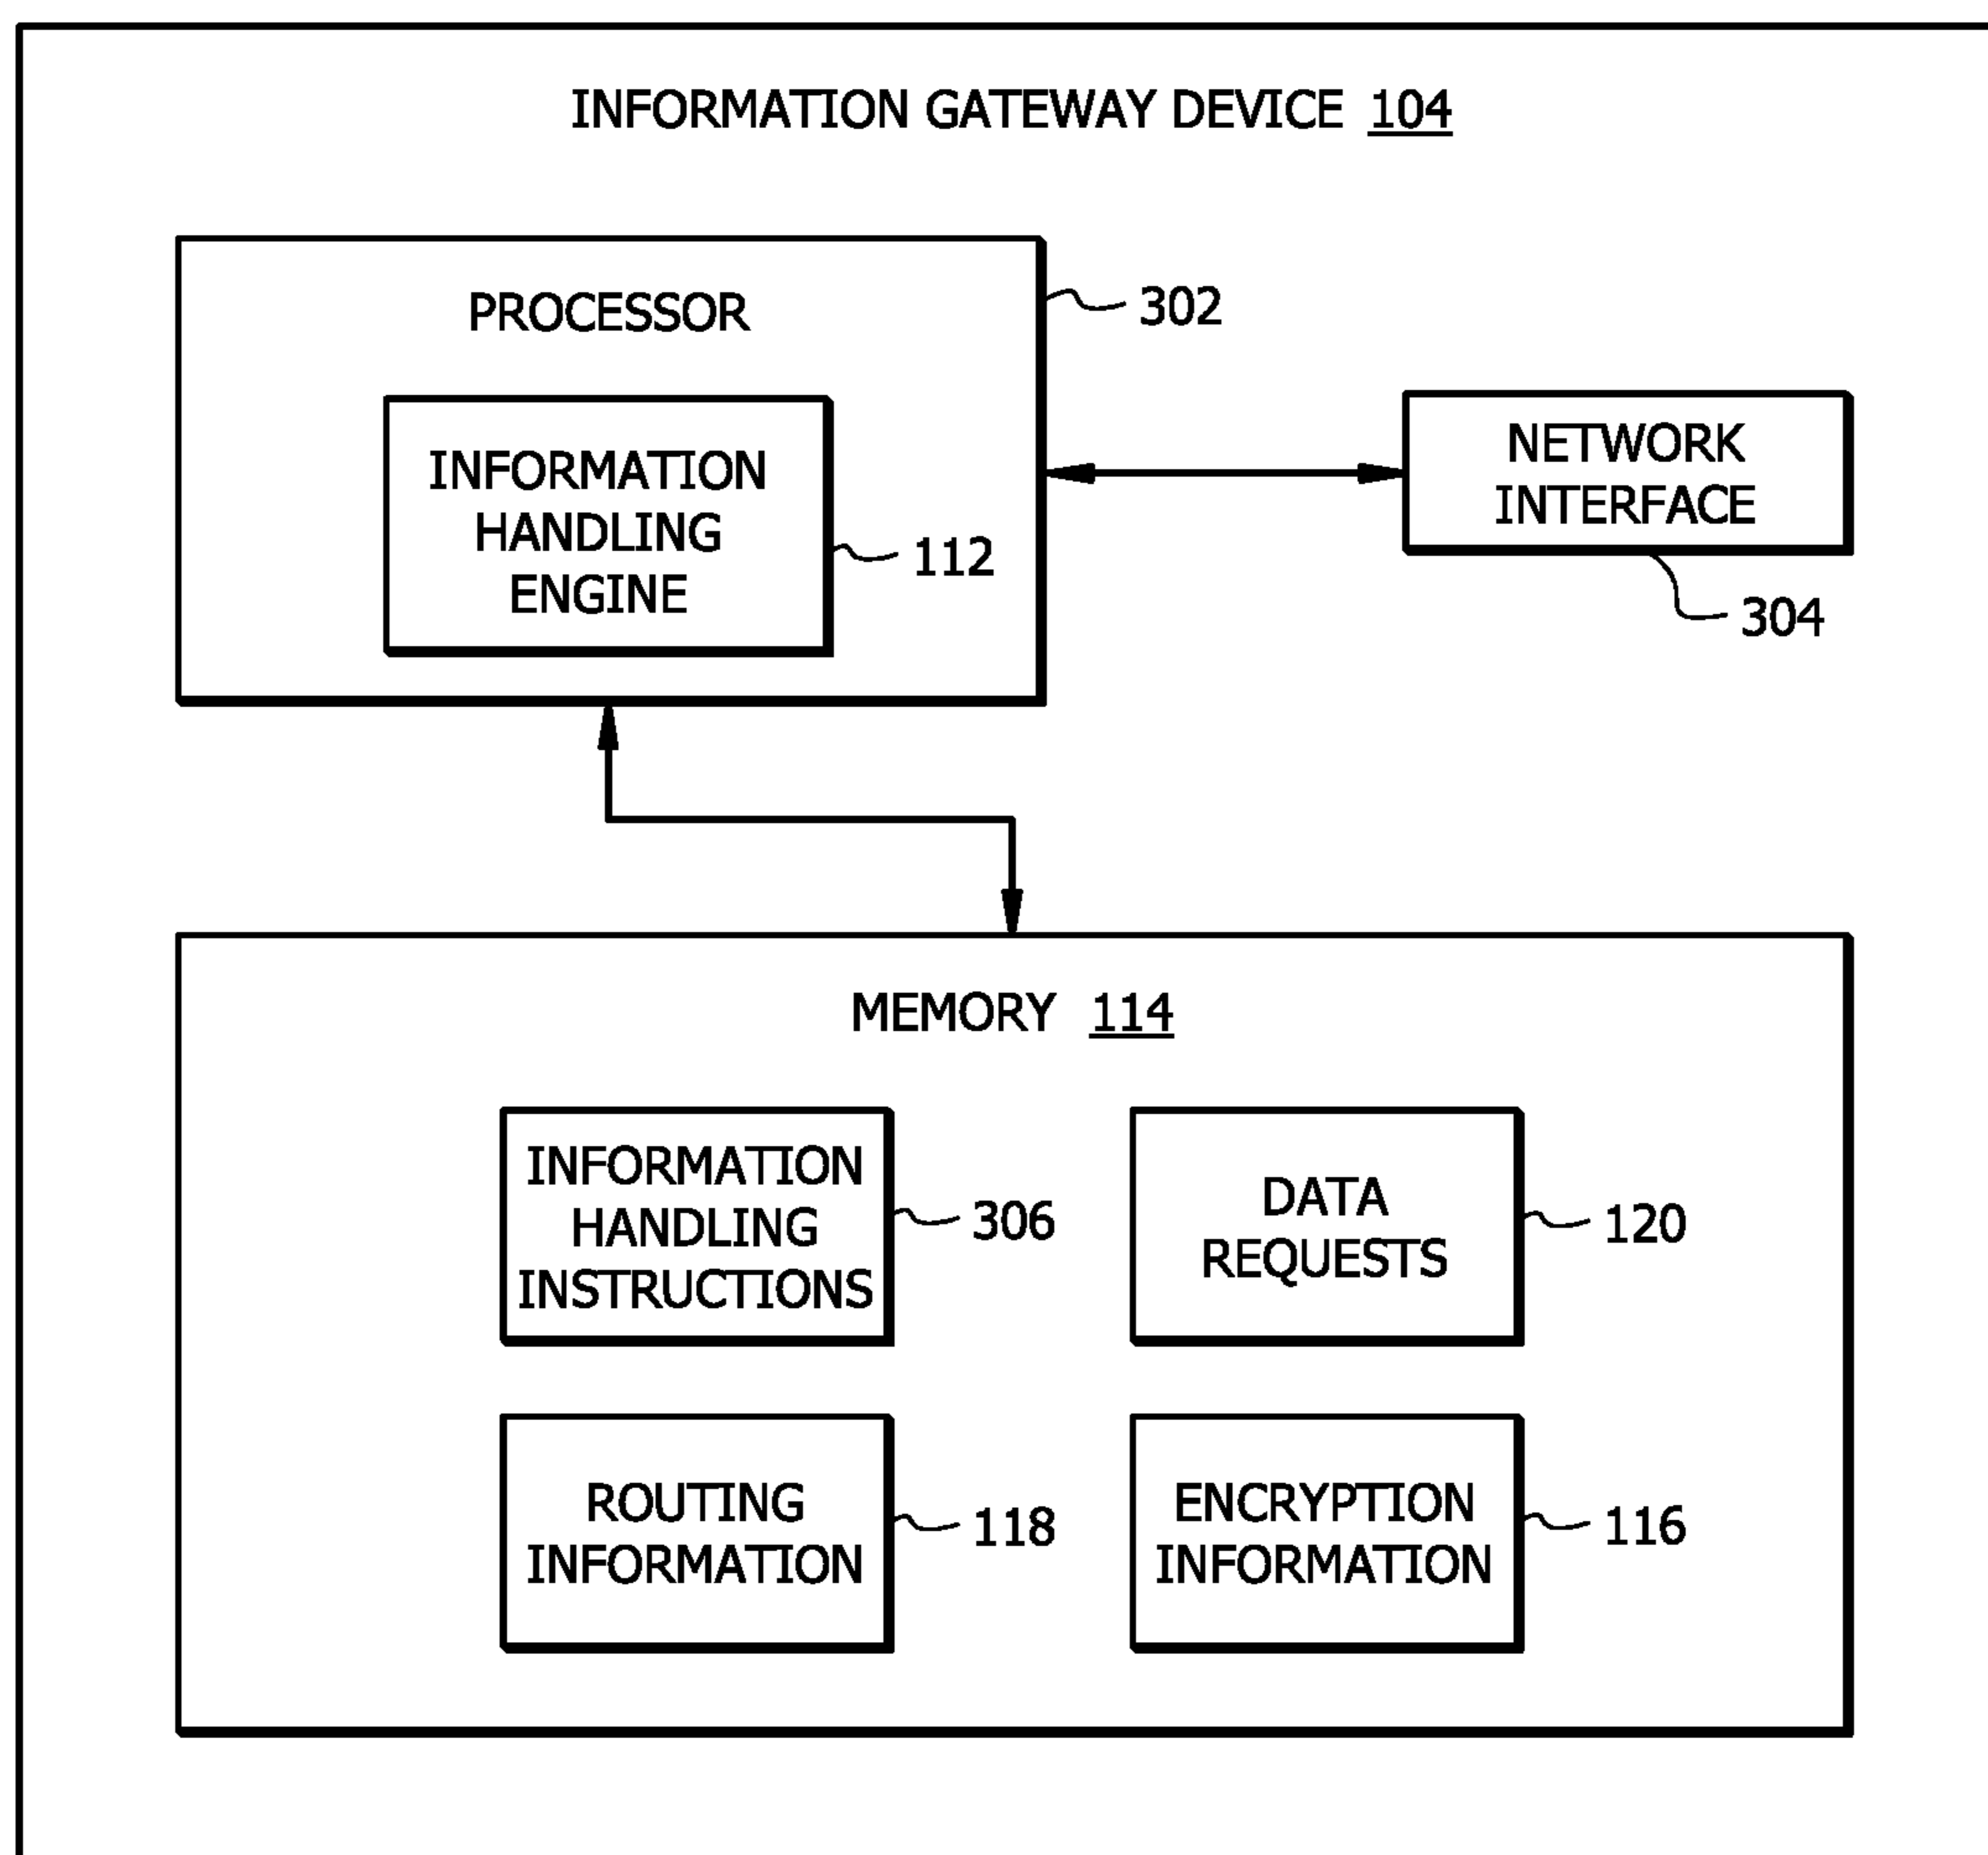 INFORMATION GATEWAY DEVICE 104
PROCESSOR
302
INFORMATION
HANDLING
ENGINE
112
NETWORK
INTERFACE
304
MEMORY 114
INFORMATION
HANDLING
INSTRUCTIONS
306
DATA
REQUESTS
120
ROUTING
INFORMATION
118
ENCRYPTION
INFORMATION
116